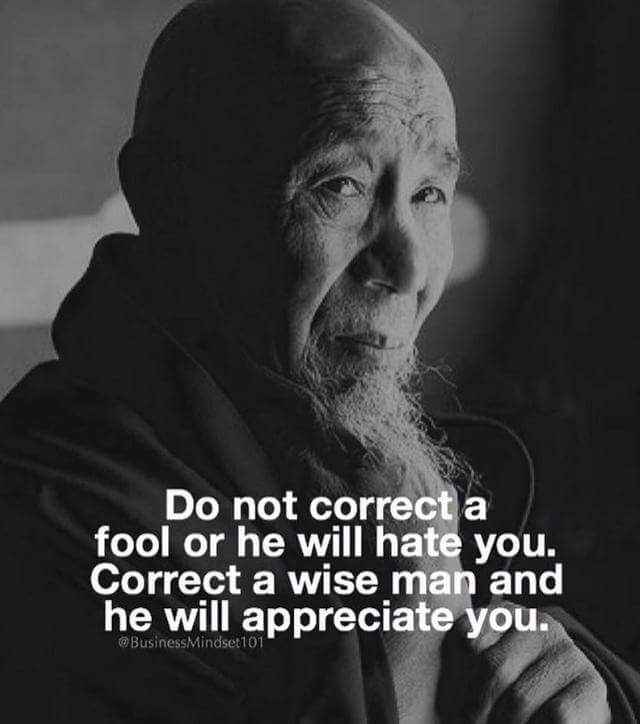 Do not correct a
fool or he will hate you.
Correct a wise man and
he will appreciate you.
@BusinessMindset101